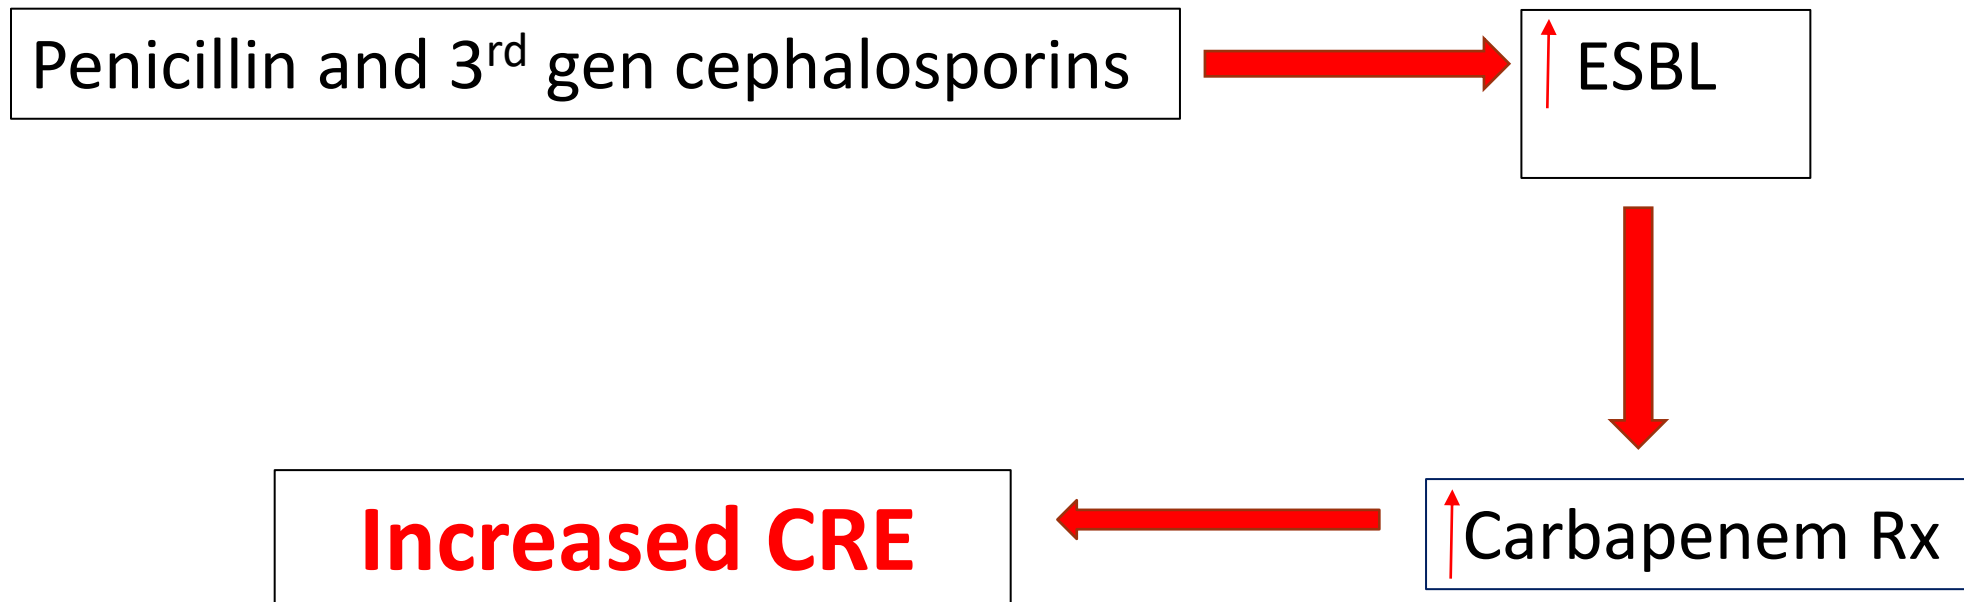 Penicillin and 3rd gen cephalosporins
ESBL
Carbapenem Rx
Increased CRE